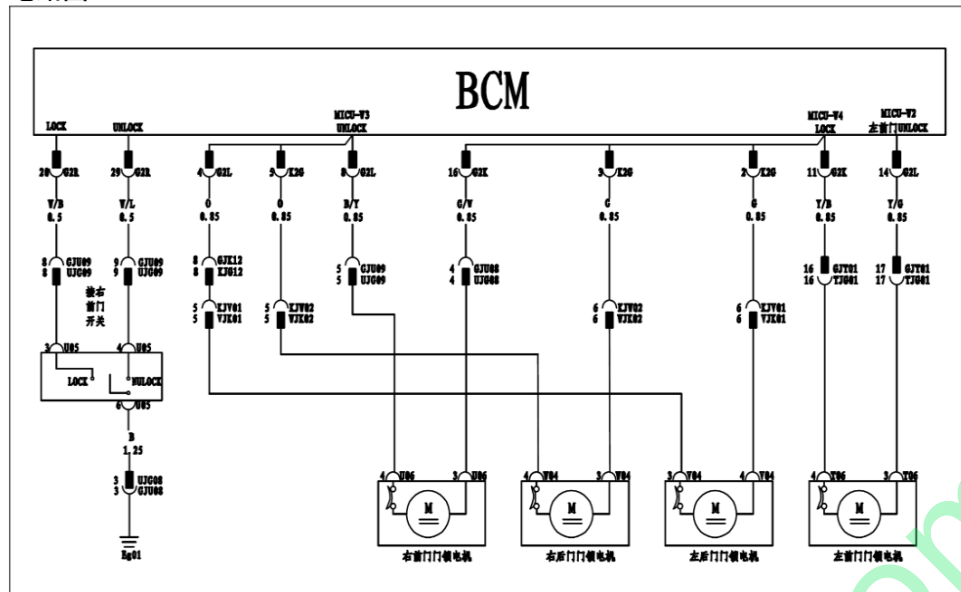 BCM
LOCK
UNLOCK
MICU-V3
UNLOCK
MICU-V4
LOCK
MICU-V2
左前门UNLOCK
28 G2R
29 G2R
4 G2L
5 K2G
8 G2L
16 G2K
3 K2G
2 K2G
11 G2K
14 G2L
V/B
0.5
V/L
0.5
O
0.85
O
0.85
B/Y
0.85
G/W
0.85
G
0.85
G
0.85
Y/B
0.85
Y/G
0.85
8 GJU09
8 UJG09
9 GJU09
9 UJG09
8 GJK12
8 KJG12
5 GJU09
5 UJG09
4 GJU08
4 UJG08
16 GJT01
16 TJG01
17 GJT01
17 TJG01
接右
前门
开关
5 KJV01
5 VJK01
5 KJV02
5 VJK02
6 KJV02
6 VJK02
6 KJV01
6 VJK01
3 U05
4 U05
LOCK
NULOCK
6 U05
B
1.25
3 UJG08
3 GJU08
Eg01
4 U06
3 U06
4 W04
3 W04
3 V04
4 V04
4 T06
3 T06
M
M
M
M
右前门门锁电机
右后门门锁电机
左后门门锁电机
左前门门锁电机